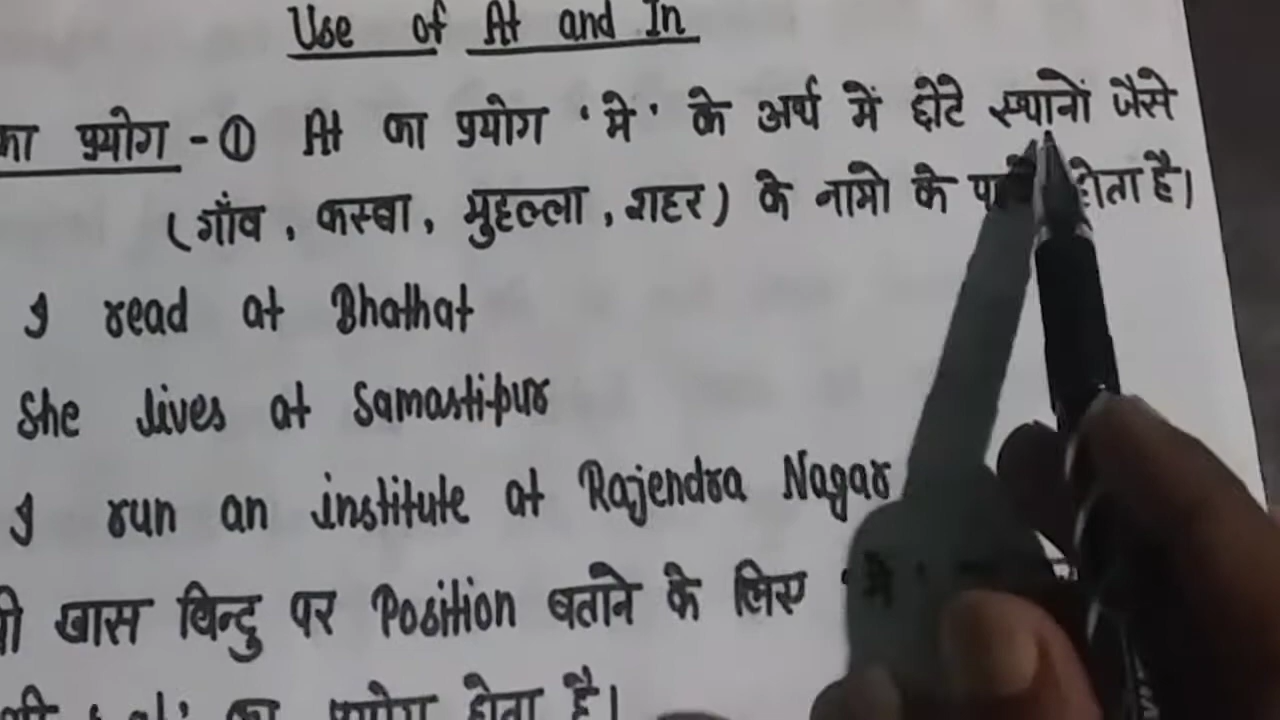 Use of At and In
का प्रयोग - ① At का प्रयोग 'मे' के अर्थ में छोटे स्थानों जैसे
(गाँव, कस्बा, मुहल्ला, शहर) के नामो के होता है।
I read at Bhathat
She lives at Samastipur
I run an institute at Rajendra Nagar
खास बिन्दु पर Position बताने के लिए 'मे'
का प्रयोग होता है।